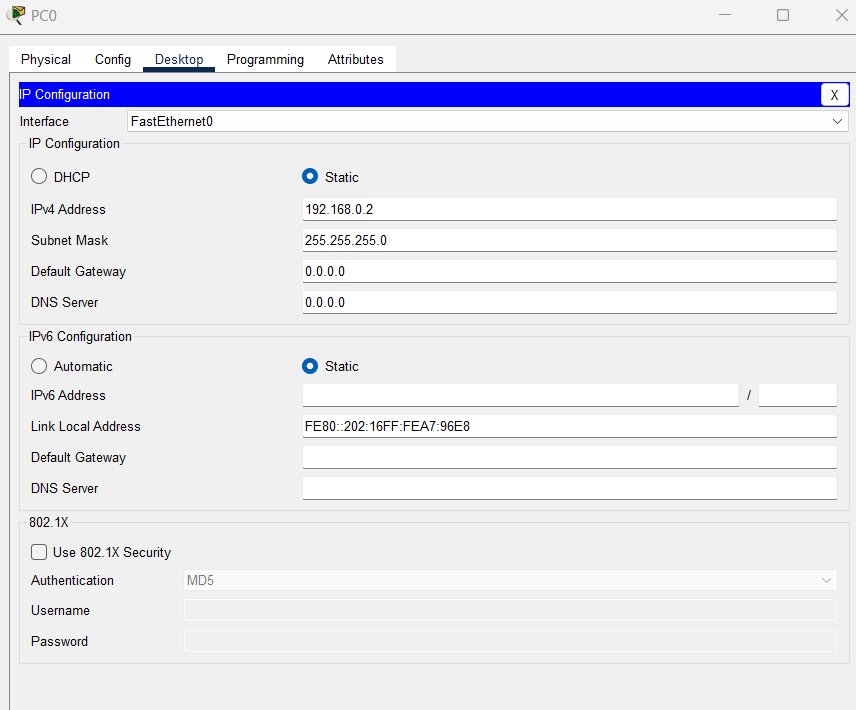 PC0
Physical Config Desktop Programming Attributes
IP Configuration X
Interface FastEthernet0
IP Configuration
DHCP Static
IPv4 Address 192.168.0.2
Subnet Mask 255.255.255.0
Default Gateway 0.0.0.0
DNS Server 0.0.0.0
IPv6 Configuration
Automatic Static
IPv6 Address /
Link Local Address FE80::202:16FF:FEA7:96E8
Default Gateway
DNS Server
802.1X
Use 802.1X Security
Authentication MD5
Username
Password